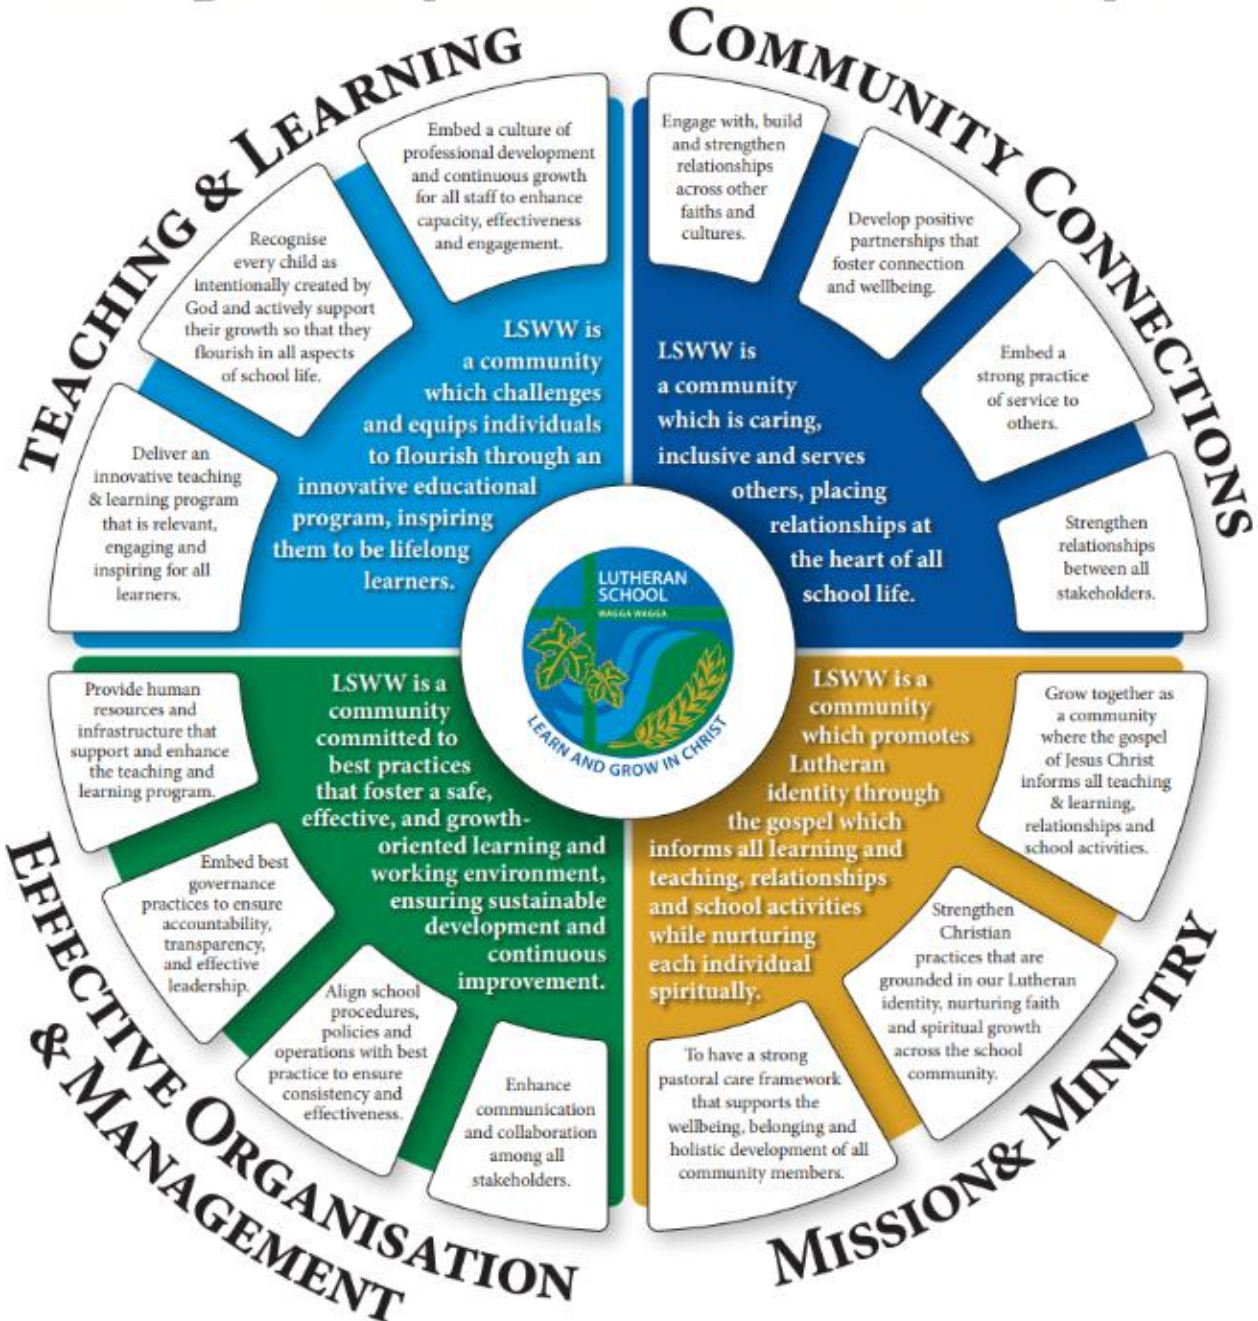 TEACHING & LEARNING
Embed a culture of
professional development
and continuous growth
for all staff to enhance
capacity, effectiveness
and engagement.
Recognise
every child as
intentionally created by
God and actively support
their growth so that they
flourish in all aspects
of school life.
Deliver an
innovative teaching
& learning program
that is relevant,
engaging and
inspiring for all
learners.
LSWW is
a community
which challenges
and equips individuals
to flourish through an
innovative educational
program, inspiring
them to be lifelong
learners.
COMMUNITY CONNECTIONS
Engage with, build
and strengthen
relationships
across other
faiths and
cultures.
Develop positive
partnerships that
foster connection
and wellbeing.
Embed a
strong practice
of service to
others.
Strengthen
relationships
between all
stakeholders.
LSWW is
a community
which is caring,
inclusive and serves
others, placing
relationships at
the heart of all
school life.
LUTHERAN
SCHOOL
WAGGA WAGGA
LEARN AND GROW IN CHRIST
EFFECTIVE ORGANISATION
& MANAGEMENT
Provide human
resources and
infrastructure that
support and enhance
the teaching and
learning program.
Embed best
governance
practices to ensure
accountability,
transparency,
and effective
leadership.
Align school
procedures,
policies and
operations with best
practice to ensure
consistency and
effectiveness.
Enhance
communication
and collaboration
among all
stakeholders.
LSWW is a
community
committed to
best practices
that foster a safe,
effective, and growth-
oriented learning and
working environment,
ensuring sustainable
development and
continuous
improvement.
MISSION& MINISTRY
LSWW is a
community
which promotes
Lutheran
identity through
the gospel which
informs all learning and
teaching, relationships
and school activities
while nurturing
each individual
spiritually.
Grow together as
a community
where the gospel
of Jesus Christ
informs all teaching
& learning,
relationships and
school activities.
Strengthen
Christian
practices that are
grounded in our Lutheran
identity, nurturing faith
and spiritual growth
across the school
community.
To have a strong
pastoral care framework
that supports the
wellbeing, belonging and
holistic development of all
community members.